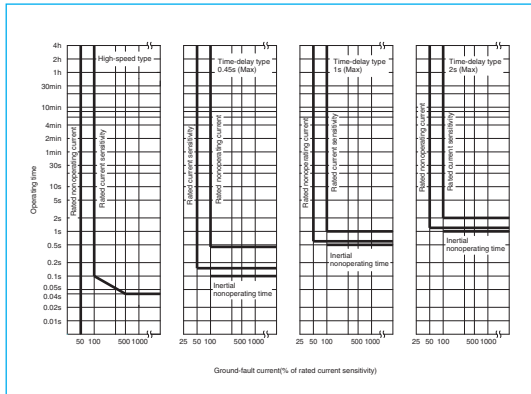 4h
2h
1h
30min
10min
4min
2min
1min
30s
10s
5s
2s
1s
0.5s
0.2s
0.1s
0.05s
0.04s
0.02s
0.01s
Operating time
High-speed type
Rated nonoperating current
Rated current sensitivity
50 100 500 1000
Time-delay type
0.45s (Max)
Rated current sensitivity
Rated nonoperating current
Inertial
nonoperating time
25 50 100 500 1000
Time-delay type
1s (Max)
Rated nonoperating current
Rated current sensitivity
Inertial
nonoperating time
25 50 100 500 1000
Time-delay type
2s (Max)
Rated nonoperating current
Rated current sensitivity
Inertial
nonoperating time
25 50 100 500 1000
Ground-fault current(% of rated current sensitivity)